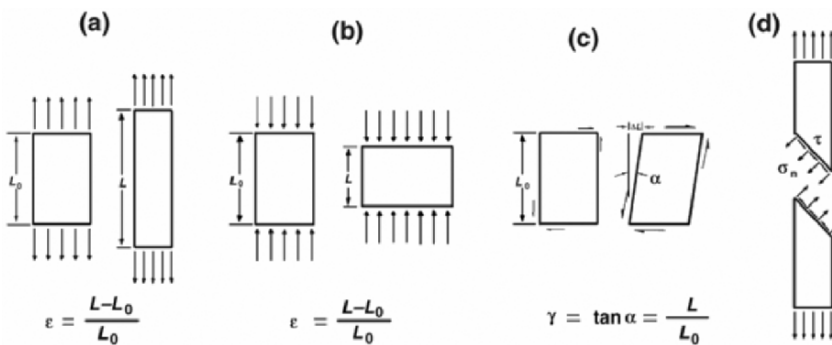 (a)
(b)
(c)
(d)
L₀
L
L₀
L
L₀
α
τ
σₙ
ε = L–L₀ / L₀
ε = L–L₀ / L₀
γ = tan α = L / L₀